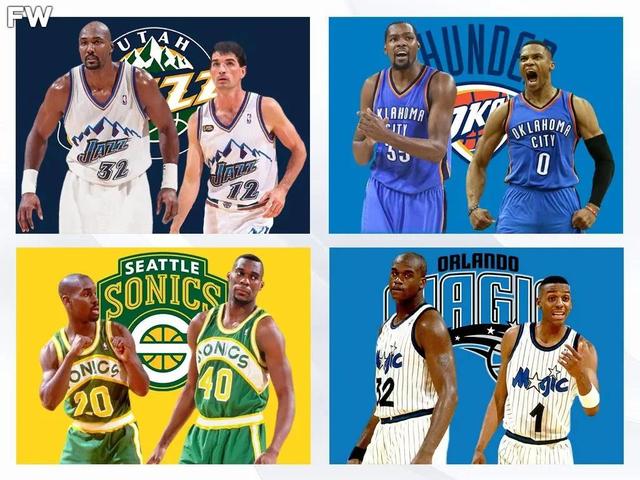 FW
UTAH
JAZZ
JAZZ
32
JAZZ
12
THUNDER
OKC
OKLAHOMA
CITY
35
OKLAHOMA
CITY
0
SEATTLE
SONICS
SONICS
20
SONICS
40
ORLANDO
MAGIC
Magic
32
Magic
1